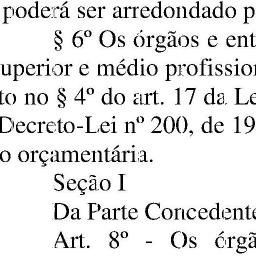 poderá ser arredondado p
§ 6º Os órgãos e ent
uperior e médio profission
to no § 4º do art. 17 da Le
Decreto-Lei nº 200, de 19
o orçamentária.
Seção I
Da Parte Concedente
Art. 8º - Os órgã